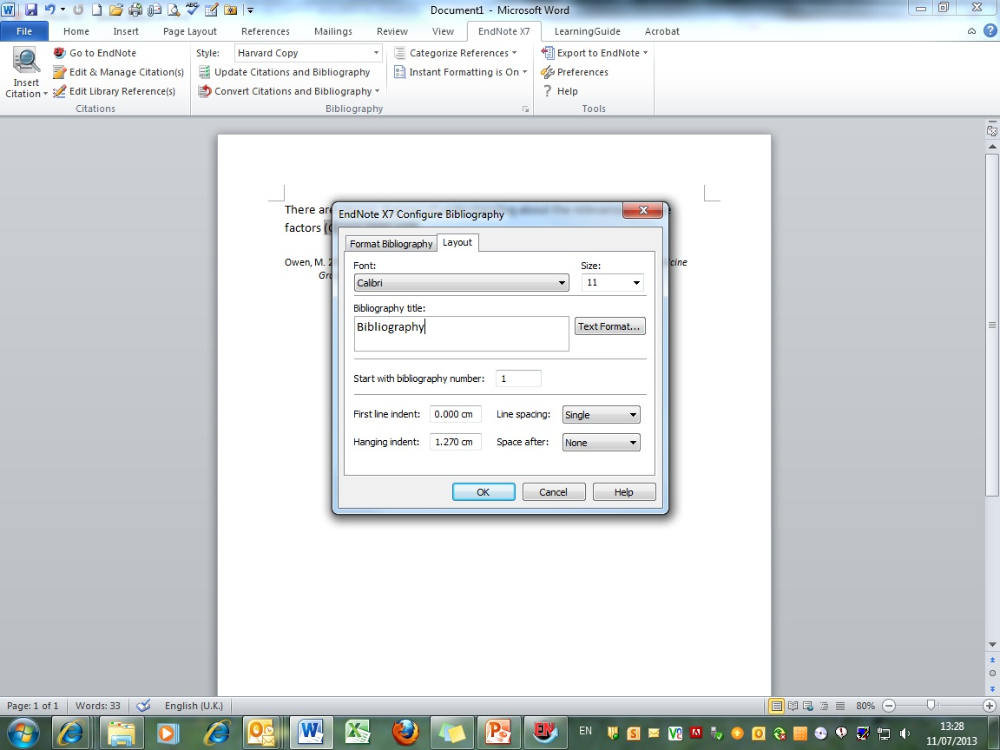 Document1 - Microsoft Word
File Home Insert Page Layout References Mailings Review View EndNote X7 LearningGuide Acrobat
Insert Citation
Go to EndNote
Edit & Manage Citation(s)
Edit Library Reference(s)
Citations
Style: Harvard Copy
Update Citations and Bibliography
Convert Citations and Bibliography
Categorize References
Instant Formatting is On
Bibliography
Export to EndNote
Preferences
? Help
Tools
There are
about the
factors
Owen, M.
EndNote X7 Configure Bibliography
Format Bibliography Layout
Font: Size:
Calibri 11
Bibliography title:
Bibliography Text Format...
Start with bibliography number: 1
First line indent: 0.000 cm Line spacing: Single
Hanging indent: 1.270 cm Space after: None
OK Cancel Help
Page: 1 of 1 Words: 33 English (U.K.) 80%
EN 13:28
11/07/2013